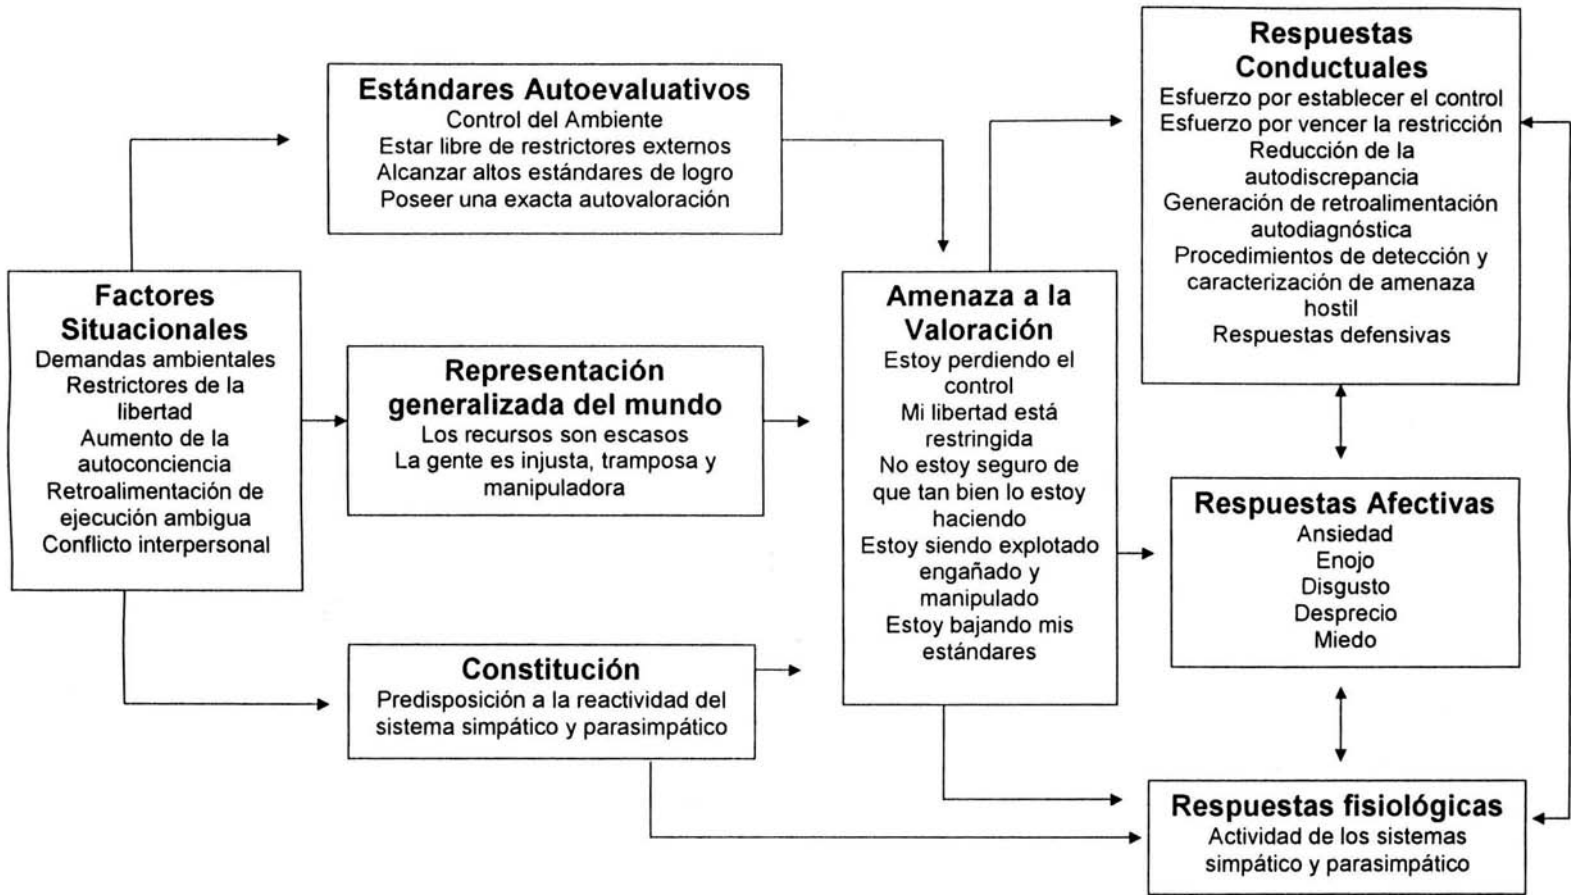 Factores
Situacionales
Demandas ambientales
Restrictores de la
libertad
Aumento de la
autoconciencia
Retroalimentación de
ejecución ambigua
Conflicto interpersonal
Estándares Autoevaluativos
Control del Ambiente
Estar libre de restrictores externos
Alcanzar altos estándares de logro
Poseer una exacta autovaloración
Representación
generalizada del mundo
Los recursos son escasos
La gente es injusta, tramposa y
manipuladora
Constitución
Predisposición a la reactividad del
sistema simpático y parasimpático
Amenaza a la
Valoración
Estoy perdiendo el
control
Mi libertad está
restringida
No estoy seguro de
que tan bien lo estoy
haciendo
Estoy siendo explotado
engañado y
manipulado
Estoy bajando mis
estándares
Respuestas
Conductuales
Esfuerzo por establecer el control
Esfuerzo por vencer la restricción
Reducción de la
autodiscrepancia
Generación de retroalimentación
autodiagnóstica
Procedimientos de detección y
caracterización de amenaza
hostil
Respuestas defensivas
Respuestas Afectivas
Ansiedad
Enojo
Disgusto
Desprecio
Miedo
Respuestas fisiológicas
Actividad de los sistemas
simpático y parasimpático